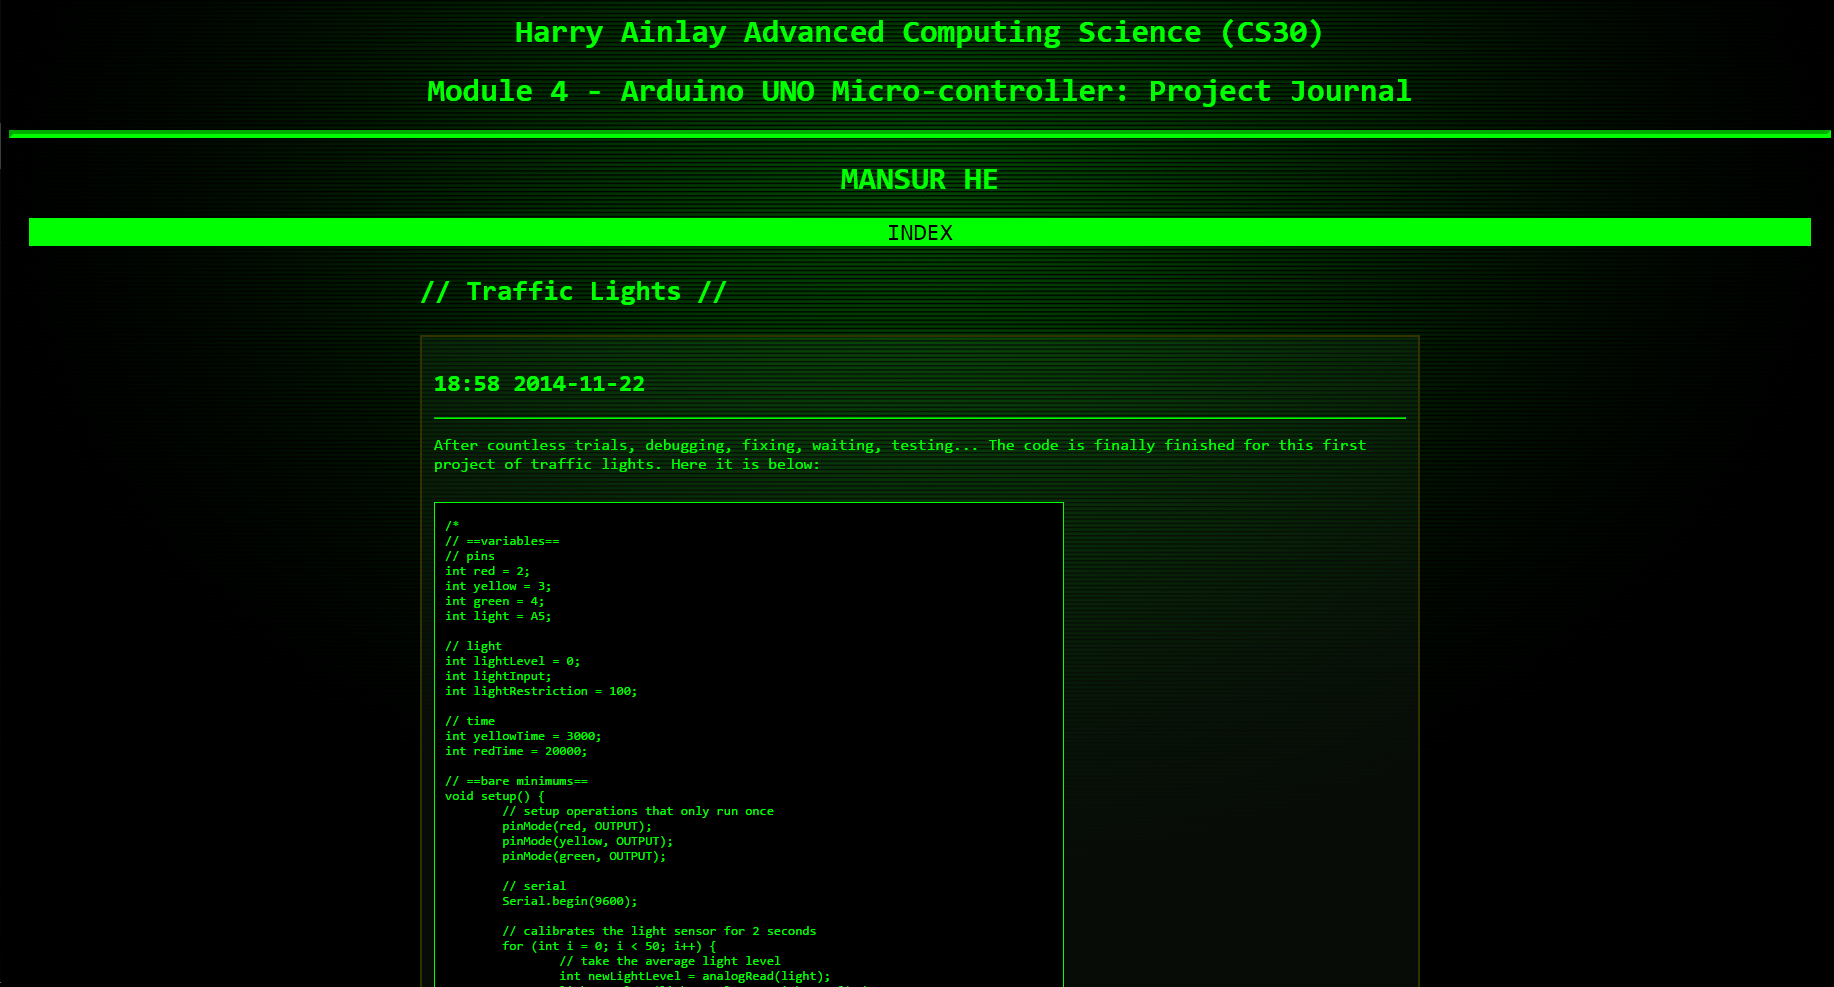 Harry Ainlay Advanced Computing Science (CS30)
Module 4 - Arduino UNO Micro-controller: Project Journal
MANSUR HE
INDEX
// Traffic Lights //
18:58 2014-11-22
After countless trials, debugging, fixing, waiting, testing... The code is finally finished for this first
project of traffic lights. Here it is below:
/*
// ==variables==
// pins
int red = 2;
int yellow = 3;
int green = 4;
int light = A5;
// light
int lightLevel = 0;
int lightInput;
int lightRestriction = 100;
// time
int yellowTime = 3000;
int redTime = 20000;
// ==bare minimums==
void setup() {
// setup operations that only run once
pinMode(red, OUTPUT);
pinMode(yellow, OUTPUT);
pinMode(green, OUTPUT);
// serial
Serial.begin(9600);
// calibrates the light sensor for 2 seconds
for (int i = 0; i < 50; i++) {
// take the average light level
int newLightLevel = analogRead(light);